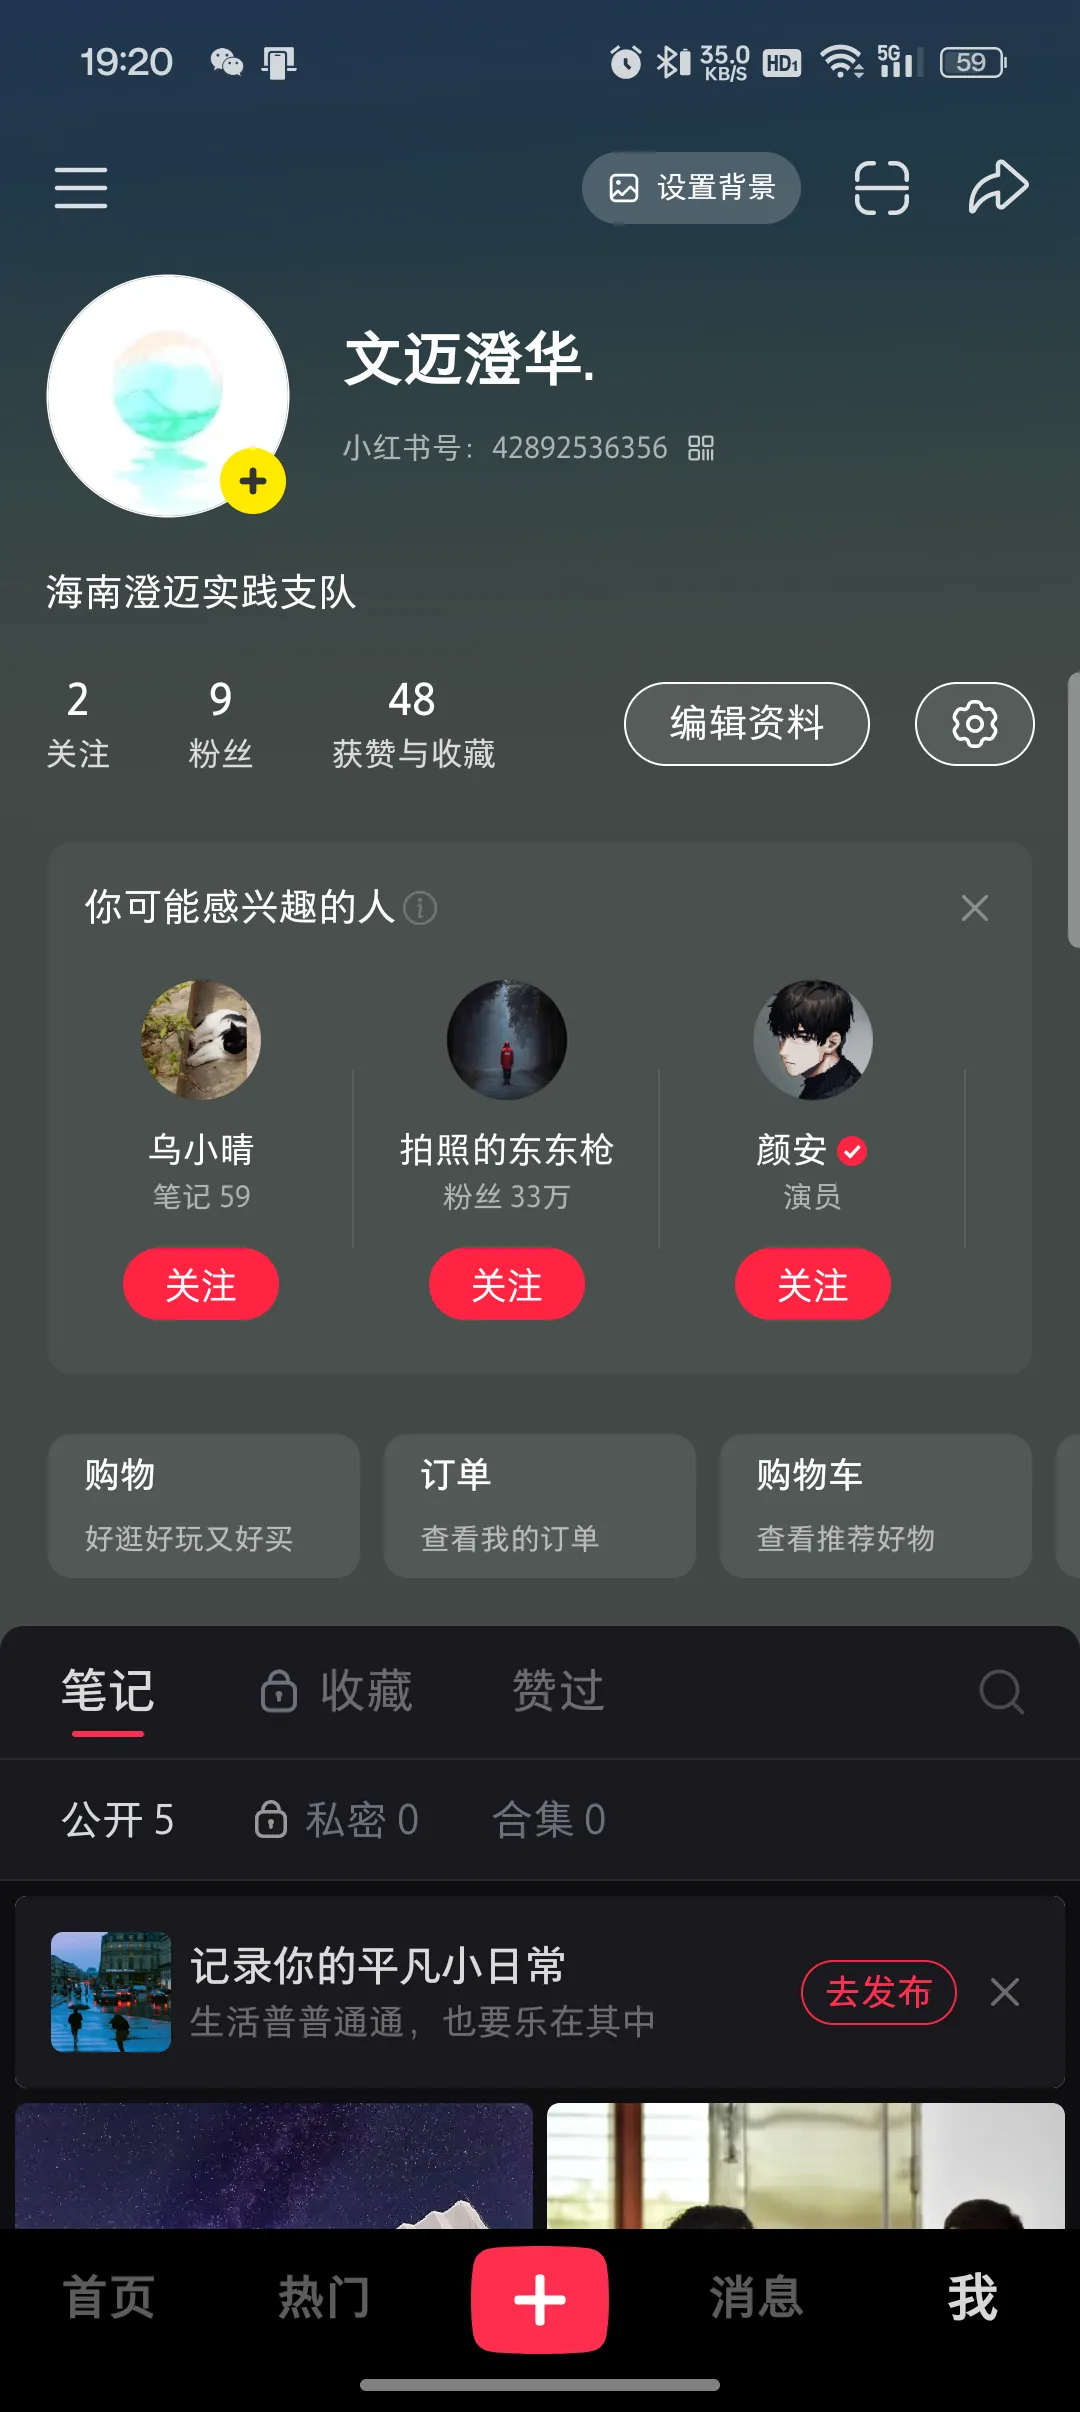 19:20
35.0
KB/S
HD1
5G
59
设置背景
文迈澄华.
小红书号：42892536356
海南澄迈实践支队
2 9 48
关注 粉丝 获赞与收藏
编辑资料
你可能感兴趣的人
乌小晴 拍照的东东枪 颜安
笔记 59 粉丝 33万 演员
关注 关注 关注
购物 订单 购物车
好逛好玩又好买 查看我的订单 查看推荐好物
笔记 收藏 赞过
公开 5 私密 0 合集 0
记录你的平凡小日常
生活普普通通，也要乐在其中
去发布
首页 热门 消息 我